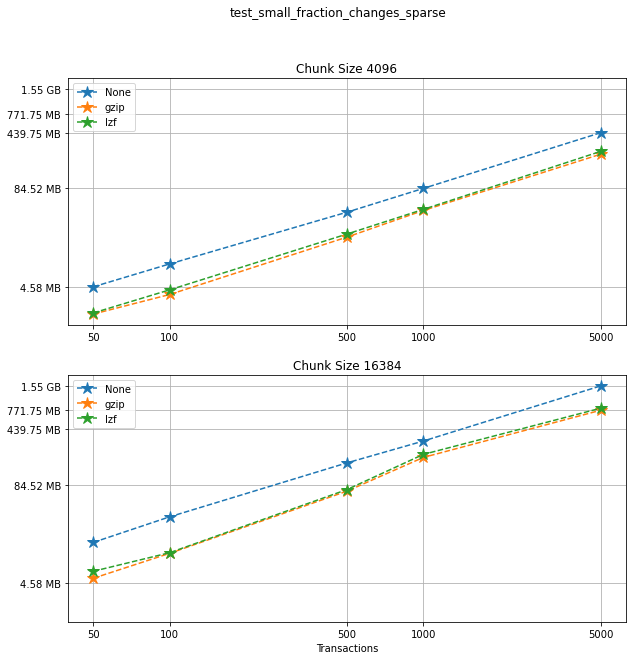 test_small_fraction_changes_sparse
Chunk Size 4096
1.55 GB
771.75 MB
439.75 MB
84.52 MB
4.58 MB
None
gzip
lzf
50 100 500 1000 5000
Chunk Size 16384
1.55 GB
771.75 MB
439.75 MB
84.52 MB
4.58 MB
None
gzip
lzf
50 100 500 1000 5000
Transactions